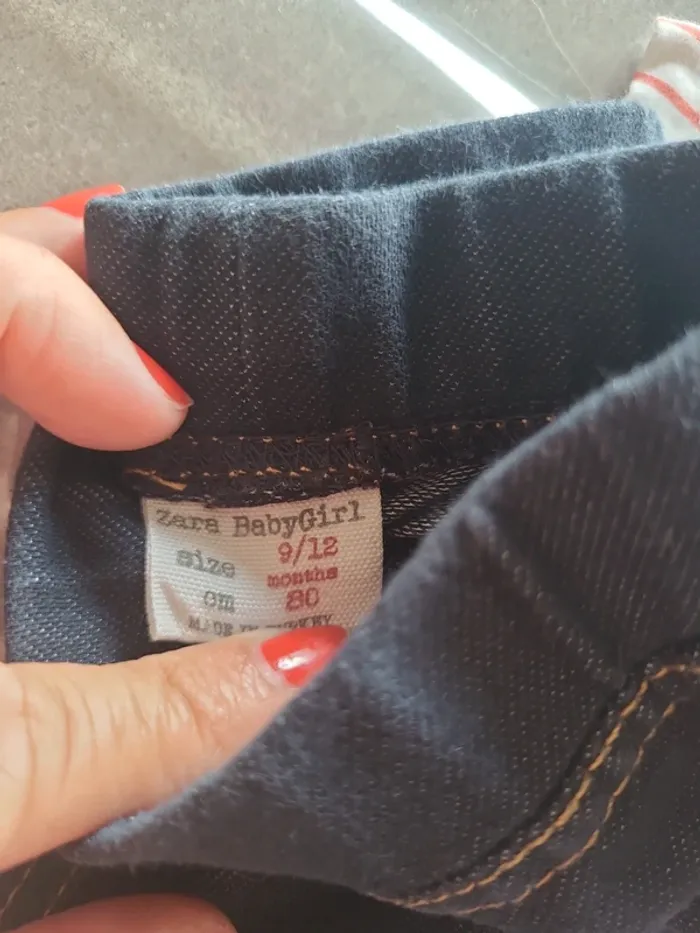 Zara BabyGirl
size 9/12
months
cm 80
MADE IN TURKEY